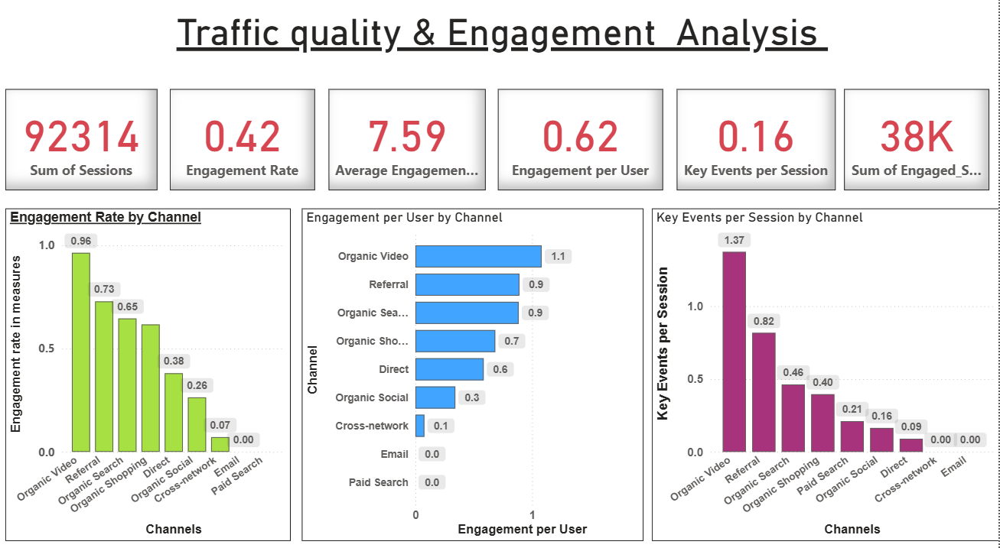 Traffic quality & Engagement Analysis
92314
Sum of Sessions
0.42
Engagement Rate
7.59
Average Engagemen...
0.62
Engagement per User
0.16
Key Events per Session
38K
Sum of Engaged_S...
Engagement Rate by Channel
Engagement rate in measures
1.0
0.5
0.0
0.96
0.73
0.65
0.38
0.26
0.07
0.00
Organic Video
Referral
Organic Search
Organic Shopping
Direct
Organic Social
Cross-network
Email
Paid Search
Channels
Engagement per User by Channel
Channel
Organic Video 1.1
Referral 0.9
Organic Sea... 0.9
Organic Sho... 0.7
Direct 0.6
Organic Social 0.3
Cross-network 0.1
Email 0.0
Paid Search 0.0
0 1
Engagement per User
Key Events per Session by Channel
Key Events per Session
1.0
0.5
0.0
1.37
0.82
0.46
0.40
0.21
0.16
0.09
0.00
0.00
Organic Video
Referral
Organic Search
Organic Shopping
Paid Search
Organic Social
Direct
Cross-network
Email
Channels